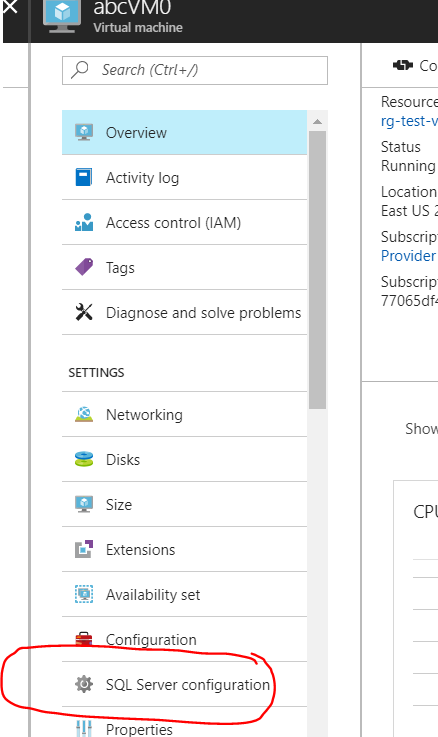 abcVM0
Virtual machine
Search (Ctrl+/)
Overview
Activity log
Access control (IAM)
Tags
Diagnose and solve problems
SETTINGS
Networking
Disks
Size
Extensions
Availability set
Configuration
SQL Server configuration
Properties
Co
Resource
rg-test-v
Status
Running
Location
East US 2
Subscript
Provider
Subscript
77065df4
Show
CPU